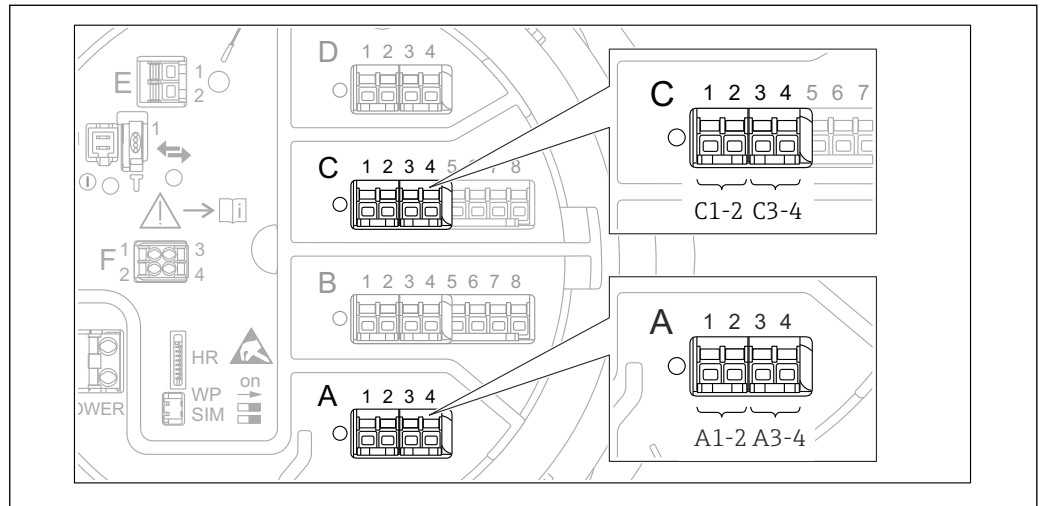 D 1 2 3 4
E 1
2
C 1 2 3 4 5 6 7
C1-2 C3-4
1
C 1 2 3 4 5 7 8
i
F 1 3
2 4
B 1 2 3 4 5 6 7 8
A 1 2 3 4
A1-2 A3-4
HR
WP on
SIM
OWER
A 1 2 3 4